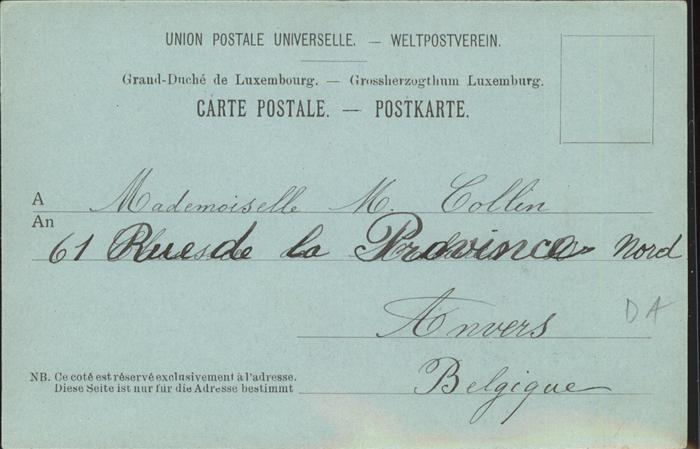 UNION POSTALE UNIVERSELLE. — WELTPOSTVEREIN.
Grand-Duché de Luxembourg. — Grossherzogthum Luxemburg.
CARTE POSTALE. — POSTKARTE.
A Mademoiselle M. Collin
An
61 Rue de la Province Nord
Anvers
DA
Belgique
NB. Ce coté est réservé exclusivement à l'adresse.
Diese Seite ist nur für die Adresse bestimmt